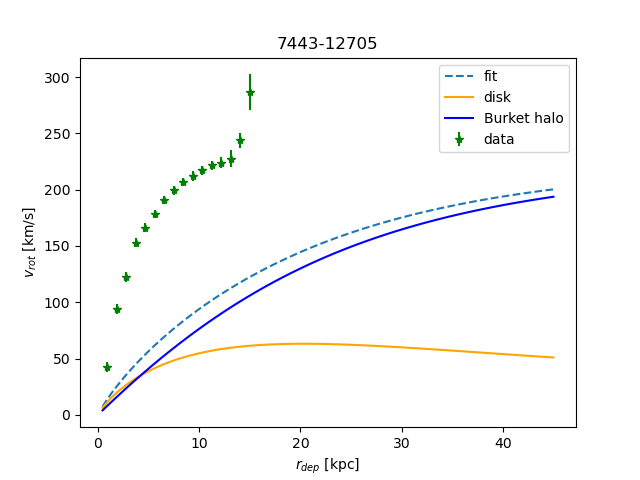 7443-12705
fit
disk
Burket halo
data
300
250
200
150
100
50
0
v_rot [km/s]
0 10 20 30 40
r_dep [kpc]